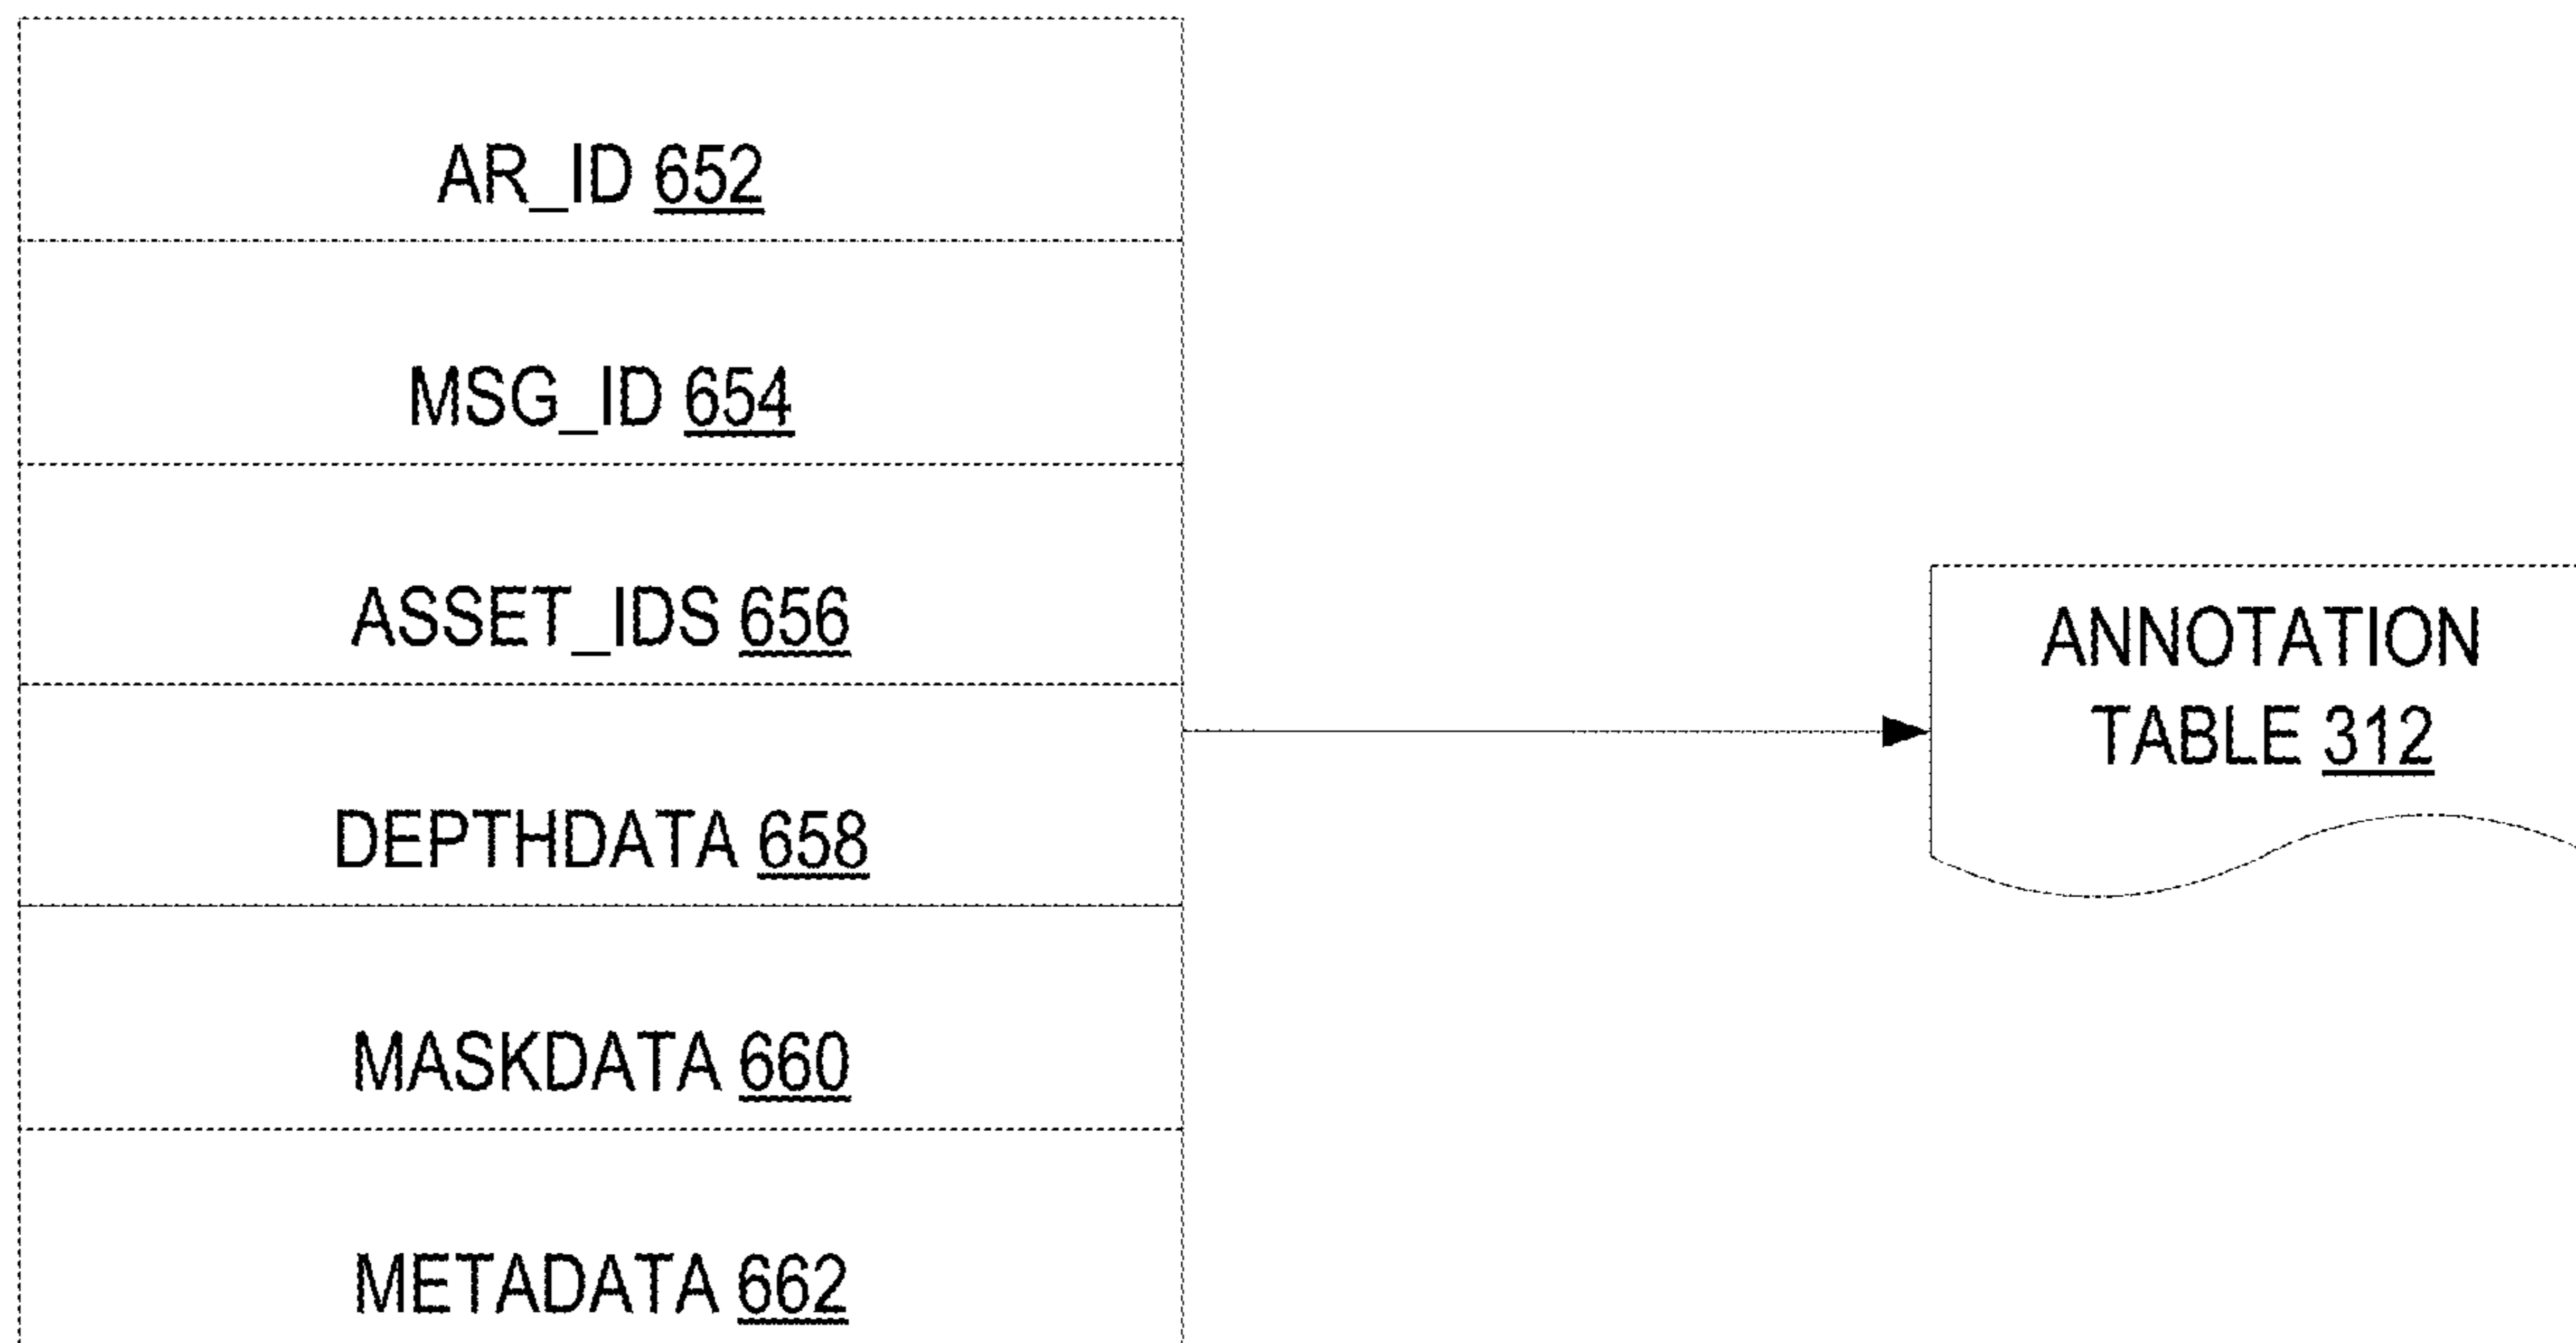 AR_ID 652
MSG_ID 654
ASSET_IDS 656
DEPTHDATA 658
MASKDATA 660
METADATA 662
ANNOTATION
TABLE 312